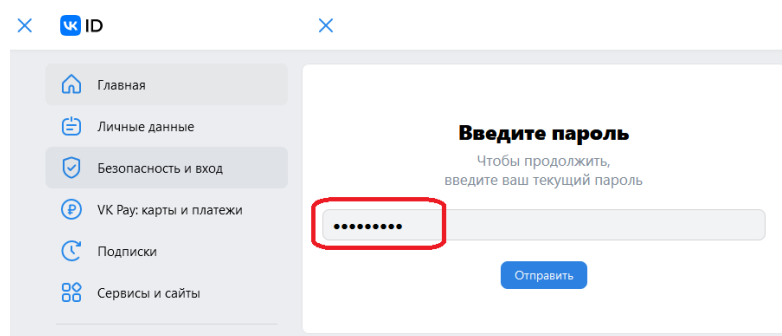 VK ID
Главная
Личные данные
Безопасность и вход
VK Pay: карты и платежи
Подписки
Сервисы и сайты
Введите пароль
Чтобы продолжить,
введите ваш текущий пароль
•••••••••
Отправить